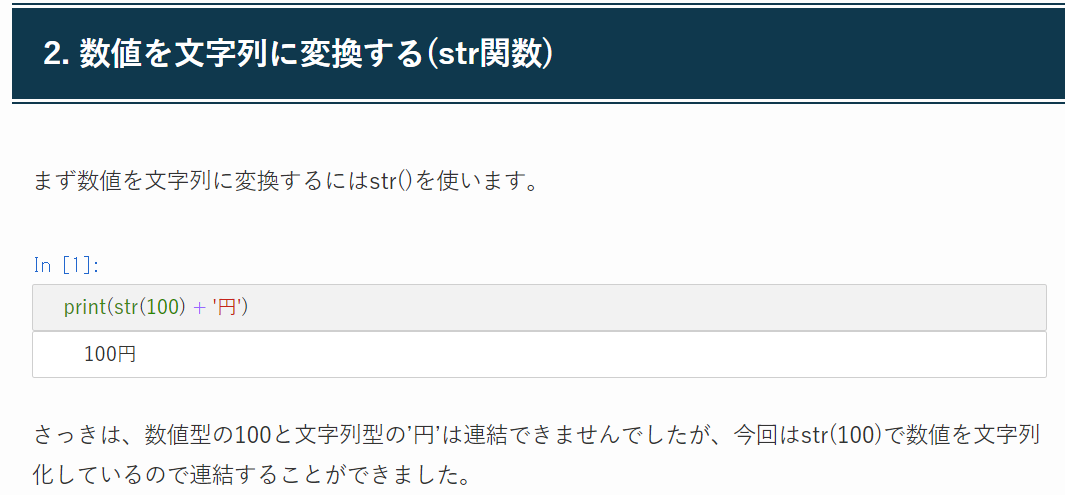 2. 数値を文字列に変換する(str関数)
まず数値を文字列に変換するにはstr()を使います。
In [1]:
print(str(100) + '円')
100円
さっきは、数値型の100と文字列型の’円’は連結できませんでしたが、今回はstr(100)で数値を文字列
化しているので連結することができました。